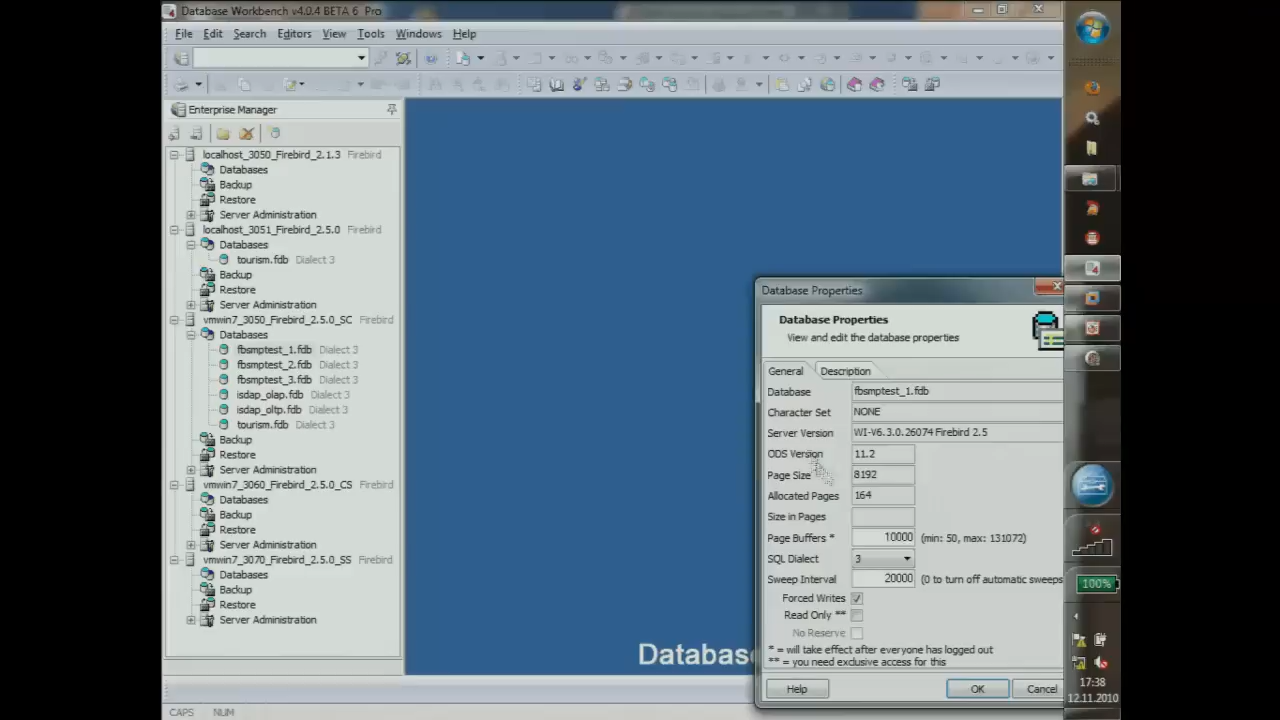 Database Workbench v4.0.4 BETA 6 Pro
File Edit Search Editors View Tools Windows Help
Enterprise Manager
localhost_3050_Firebird_2.1.3 Firebird
Databases
Backup
Restore
Server Administration
localhost_3051_Firebird_2.5.0 Firebird
Databases
tourism.fdb Dialect 3
Backup
Restore
Server Administration
vmwin7_3050_Firebird_2.5.0_SC Firebird
Databases
fbsmptest_1.fdb Dialect 3
fbsmptest_2.fdb Dialect 3
fbsmptest_3.fdb Dialect 3
isdap_olap.fdb Dialect 3
isdap_oltp.fdb Dialect 3
tourism.fdb Dialect 3
Backup
Restore
Server Administration
vmwin7_3060_Firebird_2.5.0_CS Firebird
Databases
Backup
Restore
Server Administration
vmwin7_3070_Firebird_2.5.0_SS Firebird
Databases
Backup
Restore
Server Administration
CAPS NUM
Databas
Database Properties
Database Properties
View and edit the database properties
General Description
Database fbsmptest_1.fdb
Character Set NONE
Server Version WI-V6.3.0.26074 Firebird 2.5
ODS Version 11.2
Page Size 8192
Allocated Pages 164
Size in Pages
Page Buffers * 10000 (min: 50, max: 131072)
SQL Dialect 3
Sweep Interval 20000 (0 to turn off automatic sweeps
Forced Writes
Read Only **
No Reserve
* = will take effect after everyone has logged out
** = you need exclusive access for this
Help OK Cancel
100%
17:38
12.11.2010